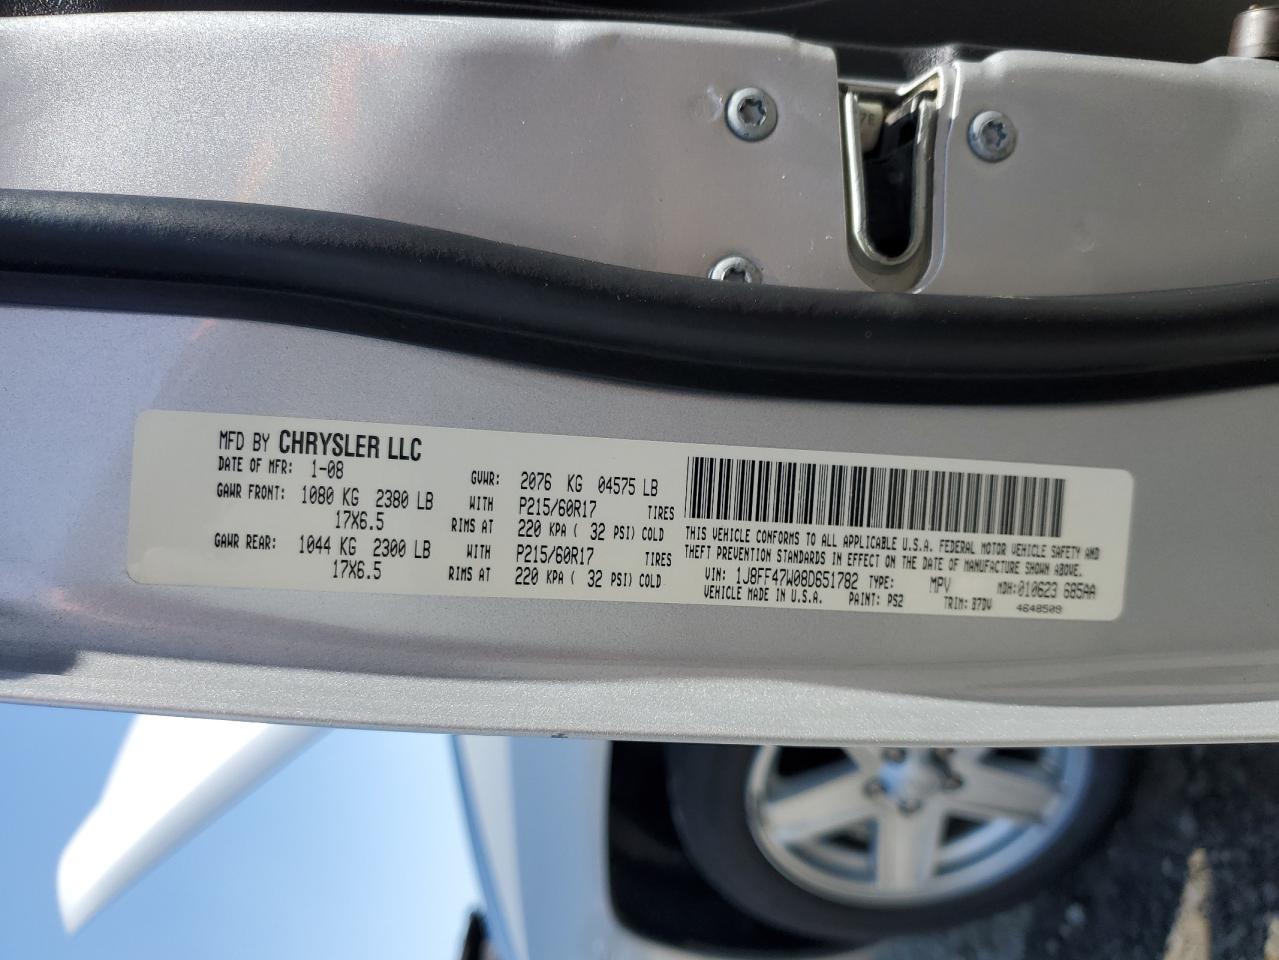 7E
MFD BY CHRYSLER LLC
DATE OF MFR: 1-08 GVWR: 2076 KG 04575 LB
GAWR FRONT: 1080 KG 2380 LB WITH P215/60R17 TIRES
17X6.5 RIMS AT 220 KPA ( 32 PSI) COLD
GAWR REAR: 1044 KG 2300 LB WITH P215/60R17 TIRES
17X6.5 RIMS AT 220 KPA ( 32 PSI) COLD
THIS VEHICLE CONFORMS TO ALL APPLICABLE U.S.A. FEDERAL MOTOR VEHICLE SAFETY AND
THEFT PREVENTION STANDARDS IN EFFECT ON THE DATE OF MANUFACTURE SHOWN ABOVE.
VIN: 1J8FF47W08D651782 TYPE: MPV MDH:010623 685AA
VEHICLE MADE IN U.S.A. PAINT: PS2 TRIM: B7DV 4648509